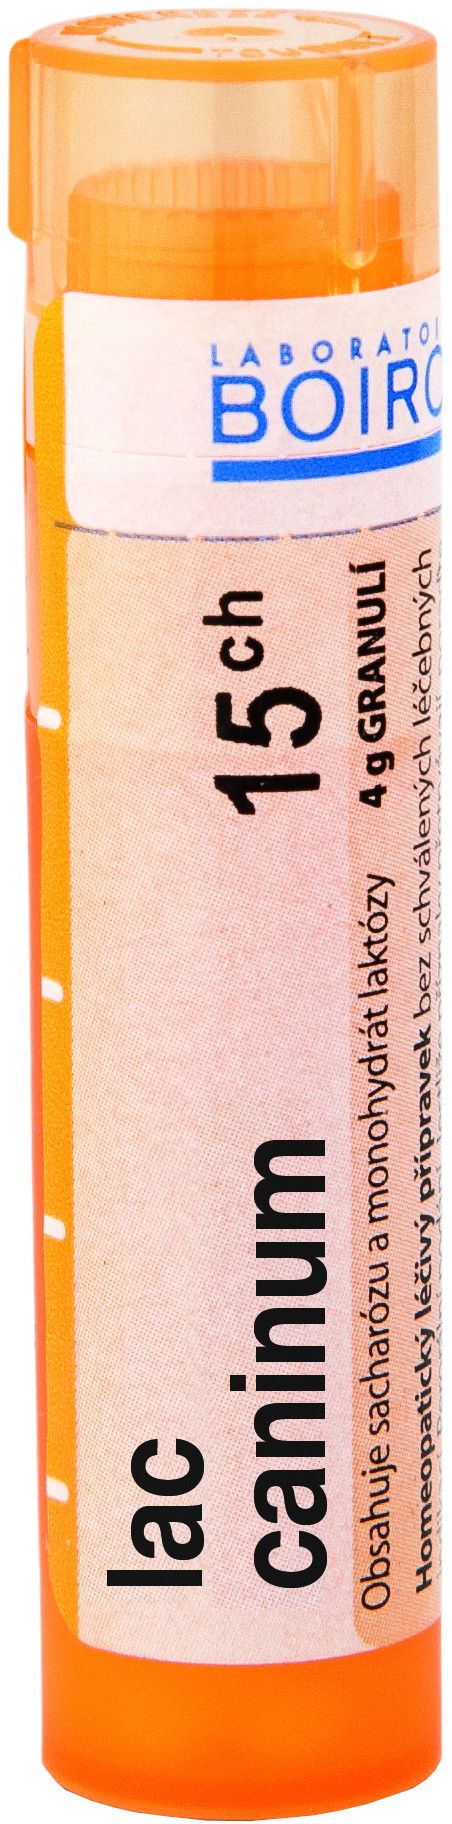 LABORATOI
BOIRO
lac
caninum
15 ch
4 g GRANULÍ
Obsahuje sacharózu a monohydrát laktózy
Homeopatický léčivý přípravek bez schválených léčebných